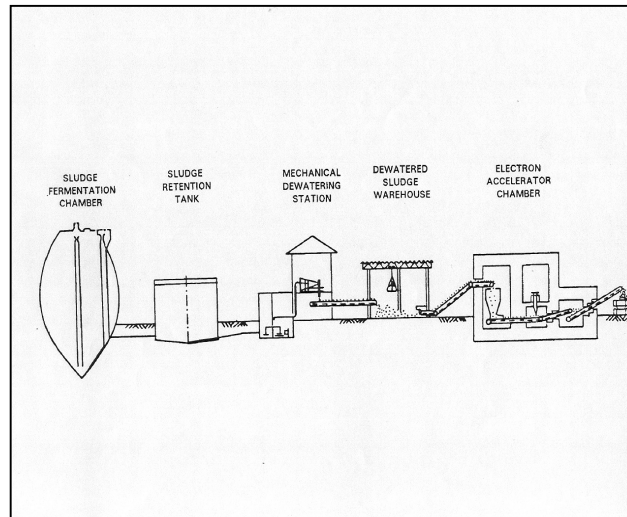 SLUDGE
FERMENTATION
CHAMBER
SLUDGE
RETENTION
TANK
MECHANICAL
DEWATERING
STATION
DEWATERED
SLUDGE
WAREHOUSE
ELECTRON
ACCELERATOR
CHAMBER